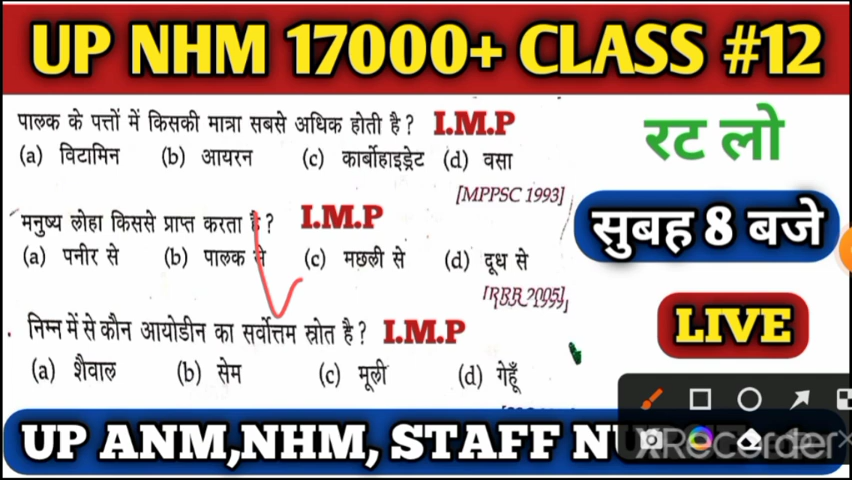 UP NHM 17000+ CLASS #12
पालक के पत्तों में किसकी मात्रा सबसे अधिक होती है ? I.M.P
(a) विटामिन (b) आयरन (c) कार्बोहाइड्रेट (d) वसा
[MPPSC 1993]
रट लो
मनुष्य लोहा किससे प्राप्त करता है ? I.M.P
(a) पनीर से (b) पालक से (c) मछली से (d) दूध से
सुबह 8 बजे
निम्न में से कौन आयोडीन का सर्वोत्तम स्रोत है ? I.M.P
(a) शैवाल (b) सेम (c) मूली (d) गेहूँ
LIVE
UP ANM,NHM, STAFF
XRecorder